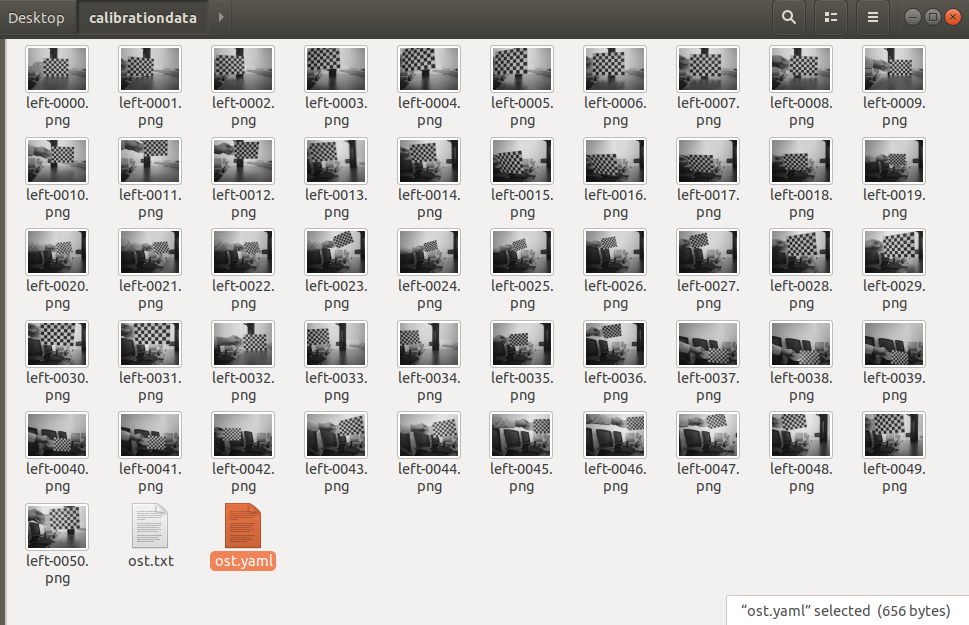 Desktop calibrationdata
left-0000. left-0001. left-0002. left-0003. left-0004. left-0005. left-0006. left-0007. left-0008. left-0009.
png png png png png png png png png png
left-0010. left-0011. left-0012. left-0013. left-0014. left-0015. left-0016. left-0017. left-0018. left-0019.
png png png png png png png png png png
left-0020. left-0021. left-0022. left-0023. left-0024. left-0025. left-0026. left-0027. left-0028. left-0029.
png png png png png png png png png png
left-0030. left-0031. left-0032. left-0033. left-0034. left-0035. left-0036. left-0037. left-0038. left-0039.
png png png png png png png png png png
left-0040. left-0041. left-0042. left-0043. left-0044. left-0045. left-0046. left-0047. left-0048. left-0049.
png png png png png png png png png png
left-0050. ost.txt ost.yaml
png
“ost.yaml” selected (656 bytes)